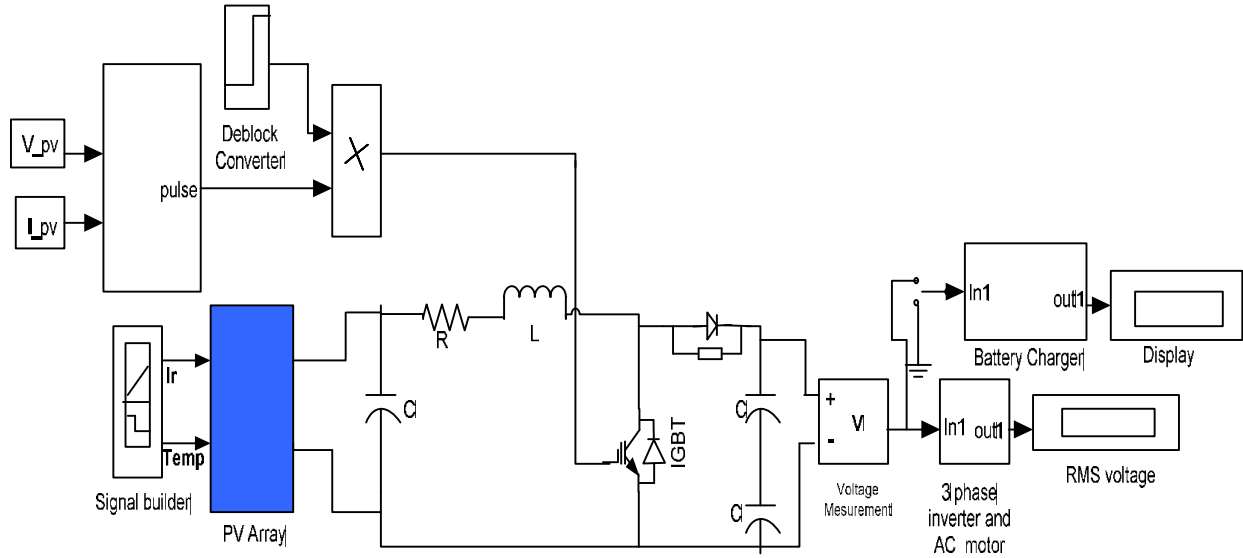 V_pv
I_pv
pulse
Deblock
Converter
X
Ir
Temp
Signal builder
PV Array
C
R
L
IGBT
C
C
+
-
V
Voltage
Mesurement
In1
out1
Battery Charger
Display
In1
out1
3 phase
inverter and
AC motor
RMS voltage